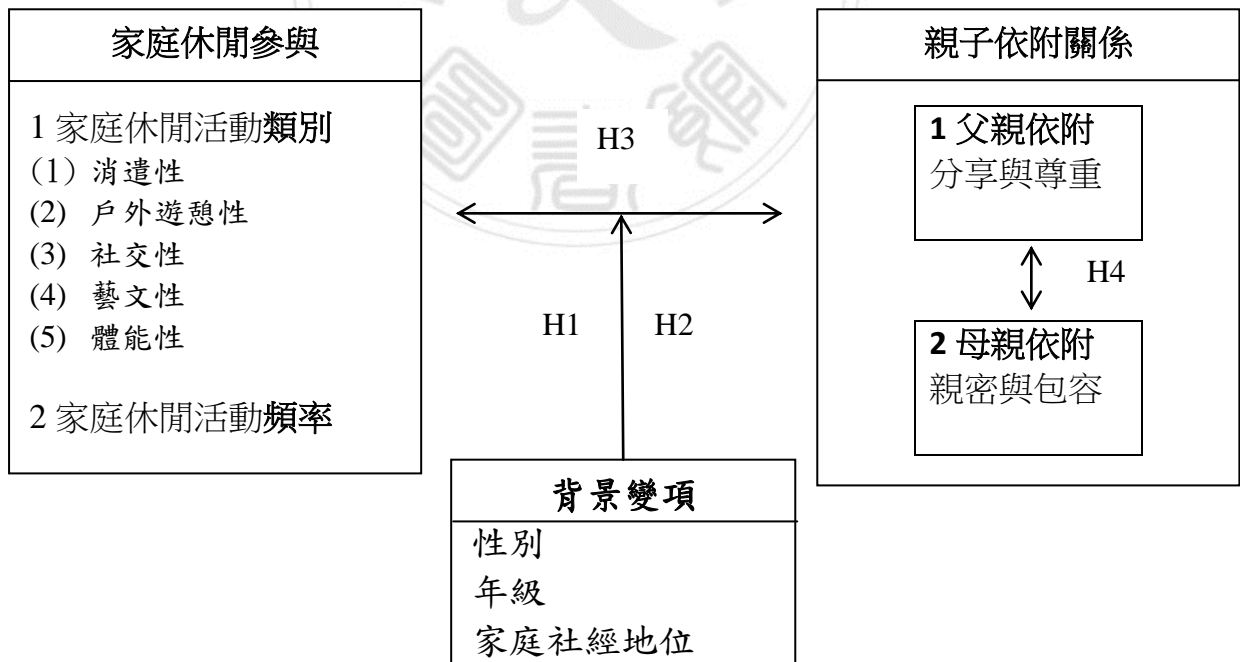 家庭休閒參與
1 家庭休閒活動類別
(1) 消遣性
(2) 戶外遊憩性
(3) 社交性
(4) 藝文性
(5) 體能性
2 家庭休閒活動頻率
H3
H1 H2
親子依附關係
1 父親依附
分享與尊重
H4
2 母親依附
親密與包容
背景變項
性別
年級
家庭社經地位